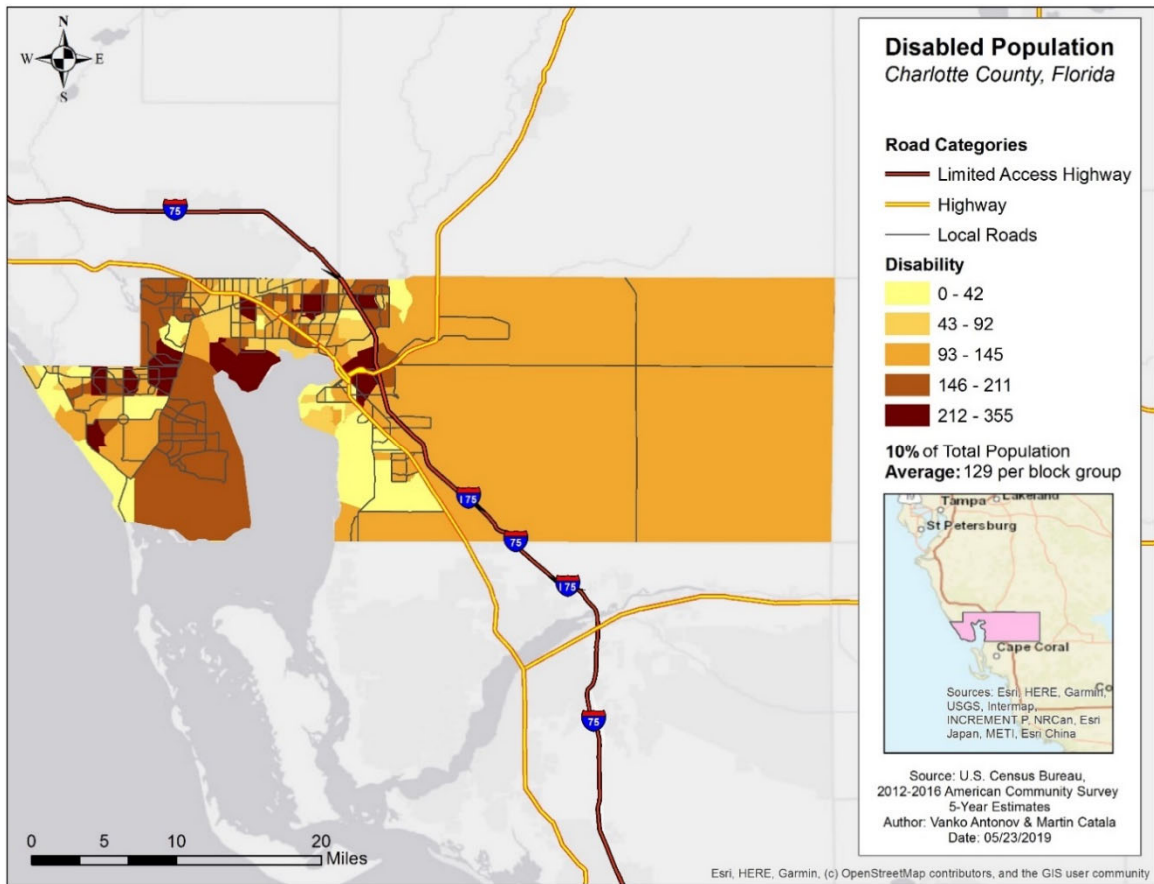 N
W E
S
75
I 75
75
I 75
75
0 5 10 20
Miles
Disabled Population
Charlotte County, Florida
Road Categories
Limited Access Highway
Highway
Local Roads
Disability
0 - 42
43 - 92
93 - 145
146 - 211
212 - 355
10% of Total Population
Average: 129 per block group
19
Lakeland
Tampa
St Petersburg
Cape Coral
Co
Sources: Esri, HERE, Garmin,
USGS, Intermap,
INCREMENT P, NRCan, Esri
Japan, METI, Esri China
Source: U.S. Census Bureau,
2012-2016 American Community Survey
5-Year Estimates
Author: Vanko Antonov & Martin Catala
Date: 05/23/2019
Esri, HERE, Garmin, (c) OpenStreetMap contributors, and the GIS user community